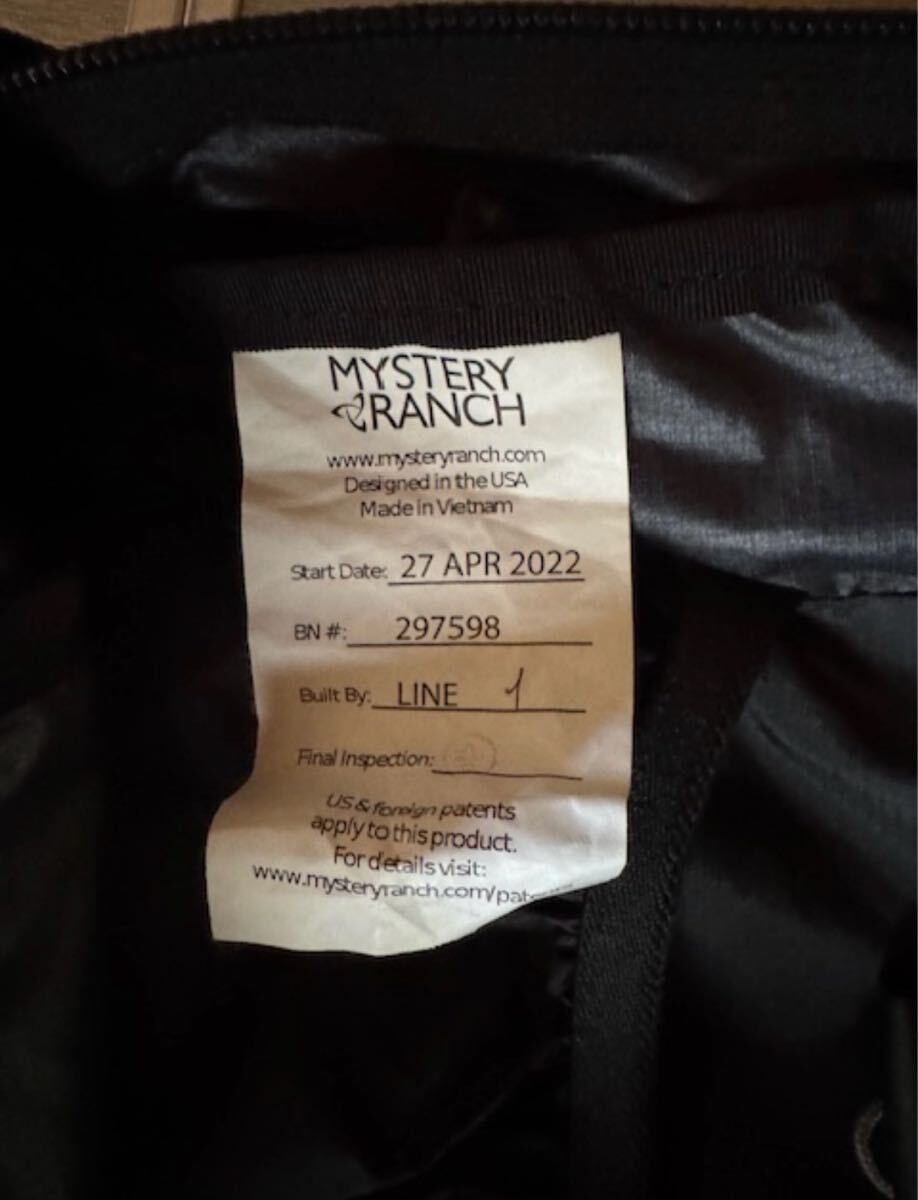 MYSTERY
RANCH
www.mysteryranch.com
Designed in the USA
Made in Vietnam
Start Date: 27 APR 2022
BN #: 297598
Built By: LINE 1
Final Inspection:
US & foreign patents
apply to this product.
For details visit:
www.mysteryranch.com/pat